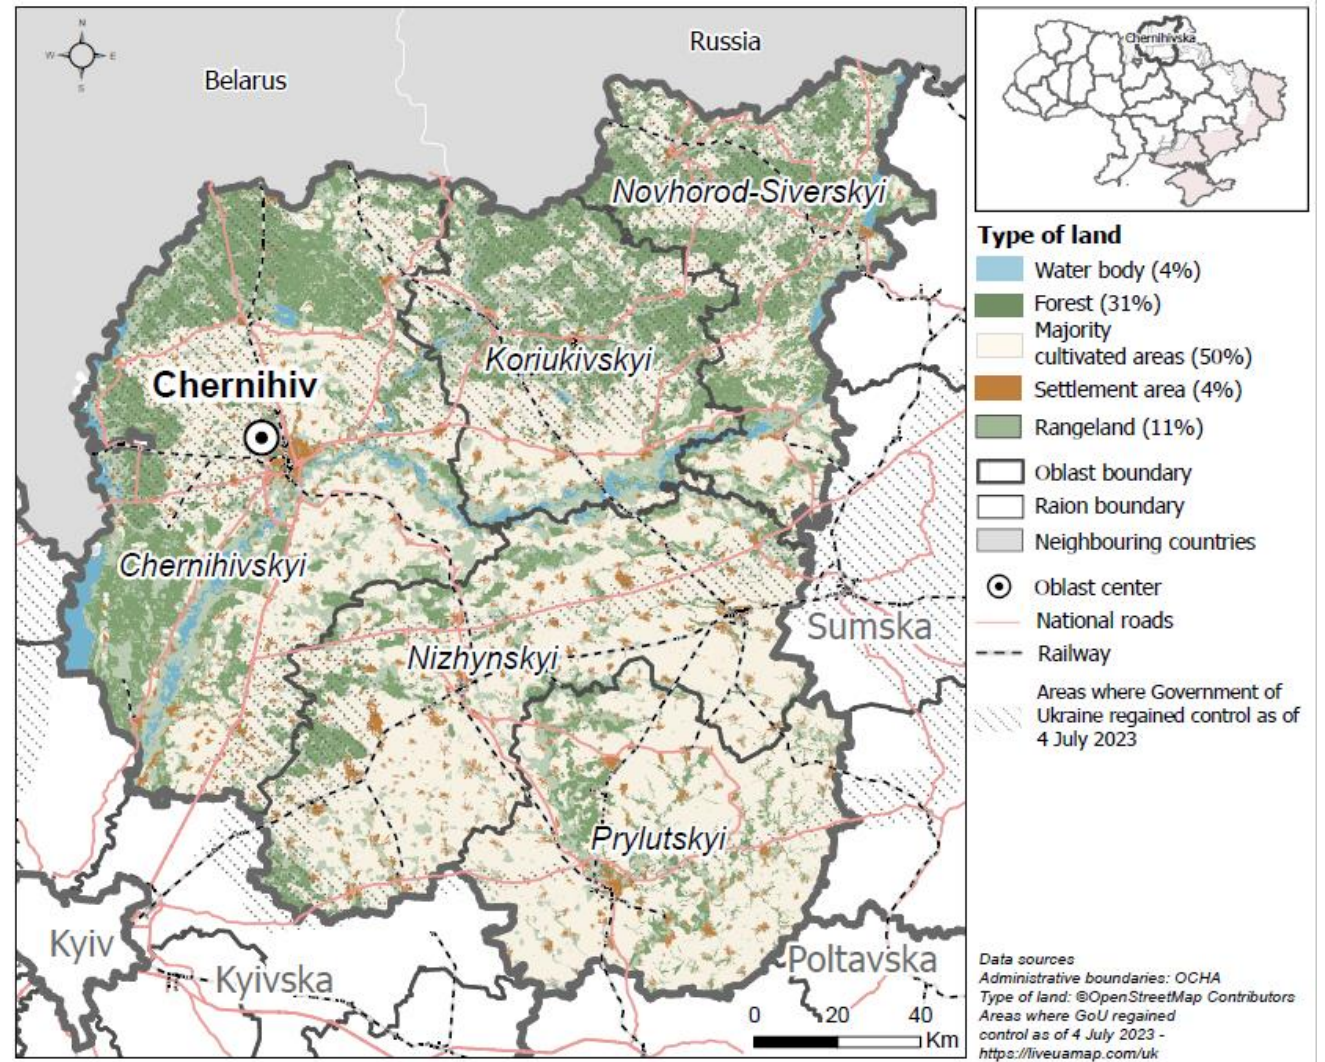 N
W
E
S
Belarus
Russia
Novhorod-Siverskyi
Koriukivskyi
Chernihiv
Chernihivskyi
Nizhynskyi
Sumska
Prylutskyi
Kyiv
Kyivska
Poltavska
0 20 40
Km
Chernihivska
Type of land
Water body (4%)
Forest (31%)
Majority
cultivated areas (50%)
Settlement area (4%)
Rangeland (11%)
Oblast boundary
Raion boundary
Neighbouring countries
Oblast center
National roads
Railway
Areas where Government of
Ukraine regained control as of
4 July 2023
Data sources
Administrative boundaries: OCHA
Type of land: ©OpenStreetMap Contributors
Areas where GoU regained
control as of 4 July 2023 -
https://liveuamap.com/uk